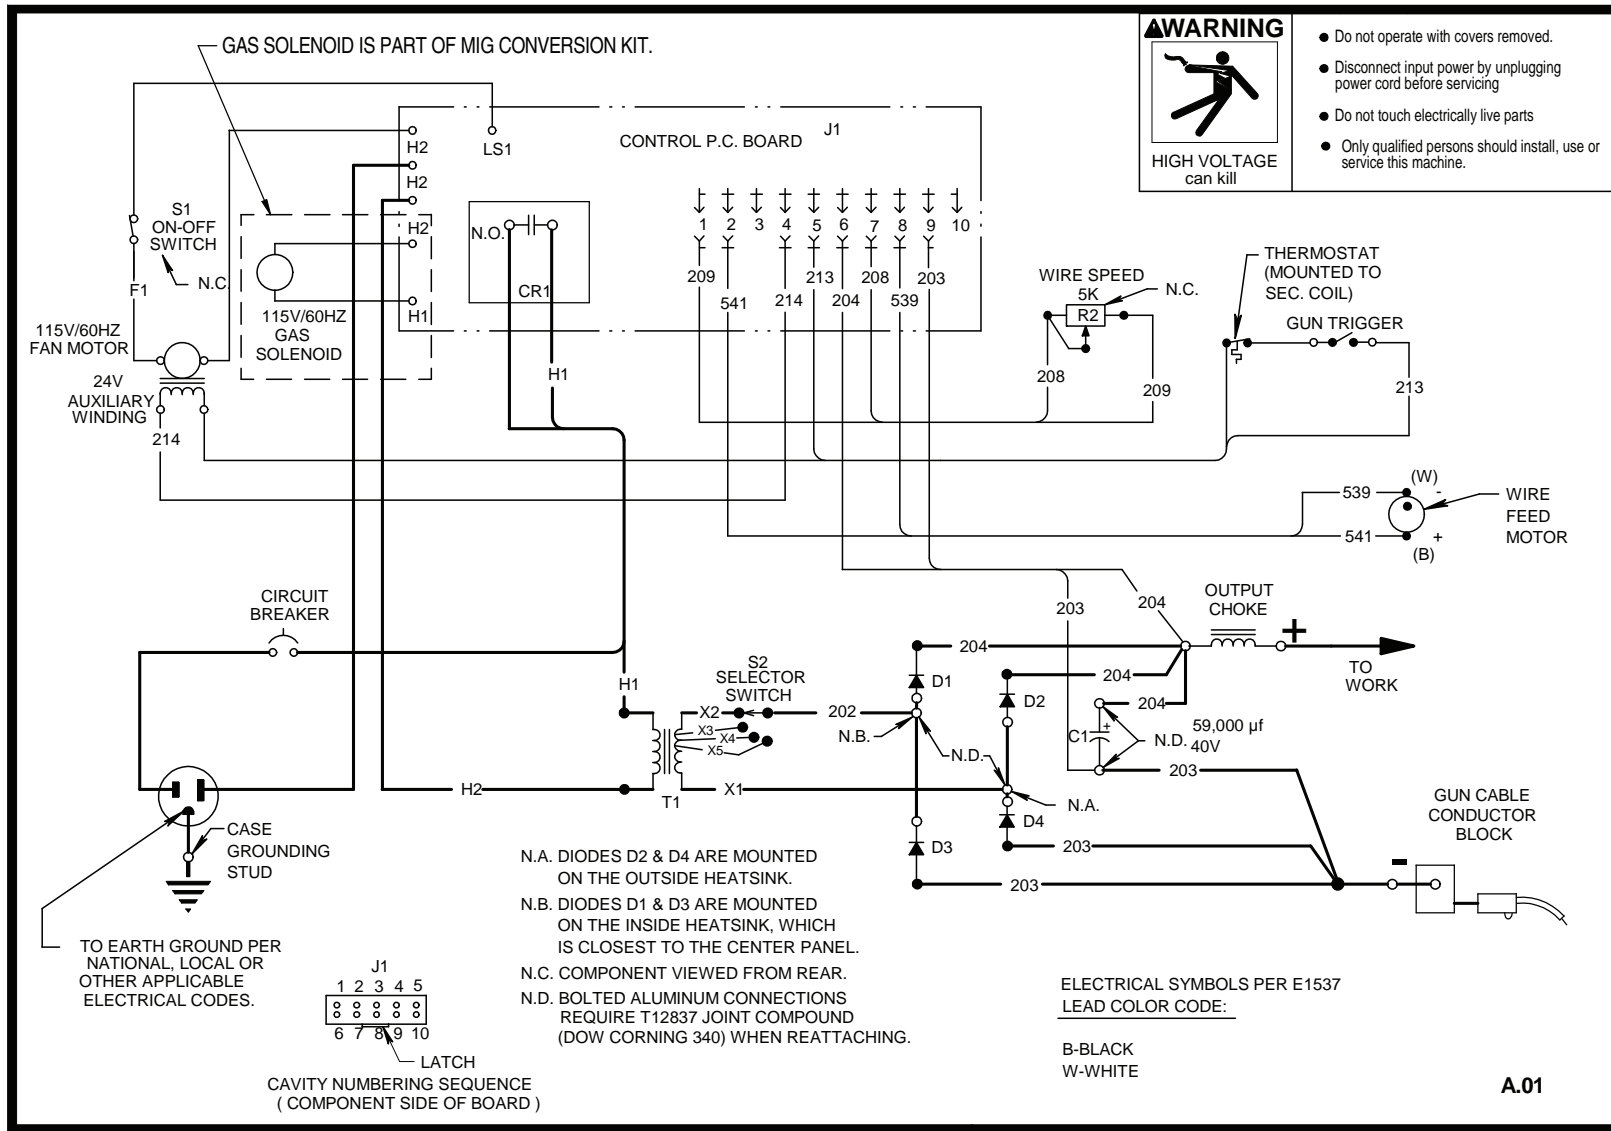 GAS SOLENOID IS PART OF MIG CONVERSION KIT.
WARNING
HIGH VOLTAGE
can kill
● Do not operate with covers removed.
● Disconnect input power by unplugging
power cord before servicing
● Do not touch electrically live parts
● Only qualified persons should install, use or
service this machine.
H2
LS1
H2
H2
H1
CONTROL P.C. BOARD
J1
N.O.
CR1
1 2 3 4 5 6 7 8 9 10
209 541 214 213 204 208 539 203
S1
ON-OFF
SWITCH
N.C.
F1
115V/60HZ
GAS
SOLENOID
115V/60HZ
FAN MOTOR
24V
AUXILIARY
WINDING
214
H1
WIRE SPEED
5K
R2
N.C.
208
209
THERMOSTAT
(MOUNTED TO
SEC. COIL)
GUN TRIGGER
213
(W)
-
539
541
+
(B)
WIRE
FEED
MOTOR
CIRCUIT
BREAKER
H1
H2
T1
X2
X3
X4
X5
X1
S2
SELECTOR
SWITCH
202
N.B.
N.D.
N.A.
D1
D2
D3
D4
204
204
204
204
203
203
203
203
C1
+
N.D.
59,000 µf
40V
OUTPUT
CHOKE
+
TO
WORK
GUN CABLE
CONDUCTOR
BLOCK
-
CASE
GROUNDING
STUD
TO EARTH GROUND PER
NATIONAL, LOCAL OR
OTHER APPLICABLE
ELECTRICAL CODES.
J1
1 2 3 4 5
6 7 8 9 10
LATCH
CAVITY NUMBERING SEQUENCE
( COMPONENT SIDE OF BOARD )
N.A. DIODES D2 & D4 ARE MOUNTED
ON THE OUTSIDE HEATSINK.
N.B. DIODES D1 & D3 ARE MOUNTED
ON THE INSIDE HEATSINK, WHICH
IS CLOSEST TO THE CENTER PANEL.
N.C. COMPONENT VIEWED FROM REAR.
N.D. BOLTED ALUMINUM CONNECTIONS
REQUIRE T12837 JOINT COMPOUND
(DOW CORNING 340) WHEN REATTACHING.
ELECTRICAL SYMBOLS PER E1537
LEAD COLOR CODE:
B-BLACK
W-WHITE
A.01